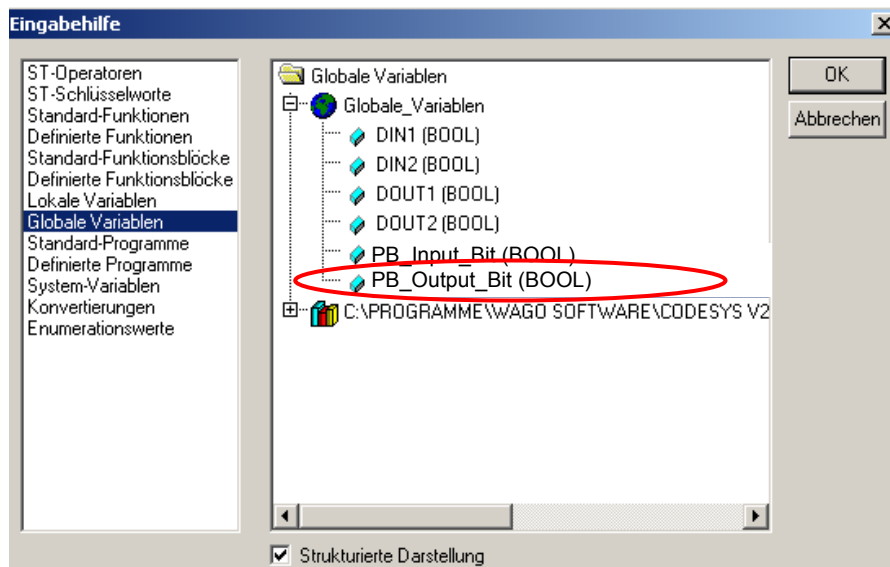 Eingabehilfe
ST-Operatoren
ST-Schlüsselworte
Standard-Funktionen
Definierte Funktionen
Standard-Funktionsblöcke
Definierte Funktionsblöcke
Lokale Variablen
Globale Variablen
Standard-Programme
Definierte Programme
System-Variablen
Konvertierungen
Enumerationswerte
Globale Variablen
Globale_Variablen
DIN1 (BOOL)
DIN2 (BOOL)
DOUT1 (BOOL)
DOUT2 (BOOL)
PB_Input_Bit (BOOL)
PB_Output_Bit (BOOL)
C:\PROGRAMME\WAGO SOFTWARE\CODESYS V2
OK
Abbrechen
Strukturierte Darstellung